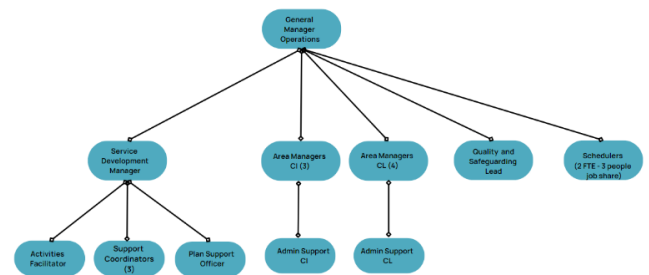 General
Manager
Operations
Service
Development
Manager
Area Managers
CI (3)
Area Managers
CL (4)
Quality and
Safeguarding
Lead
Schedulers
(2 FTE - 3 people
job share)
Activities
Facilitator
Support
Coordinators
(3)
Plan Support
Officer
Admin Support
CI
Admin Support
CL